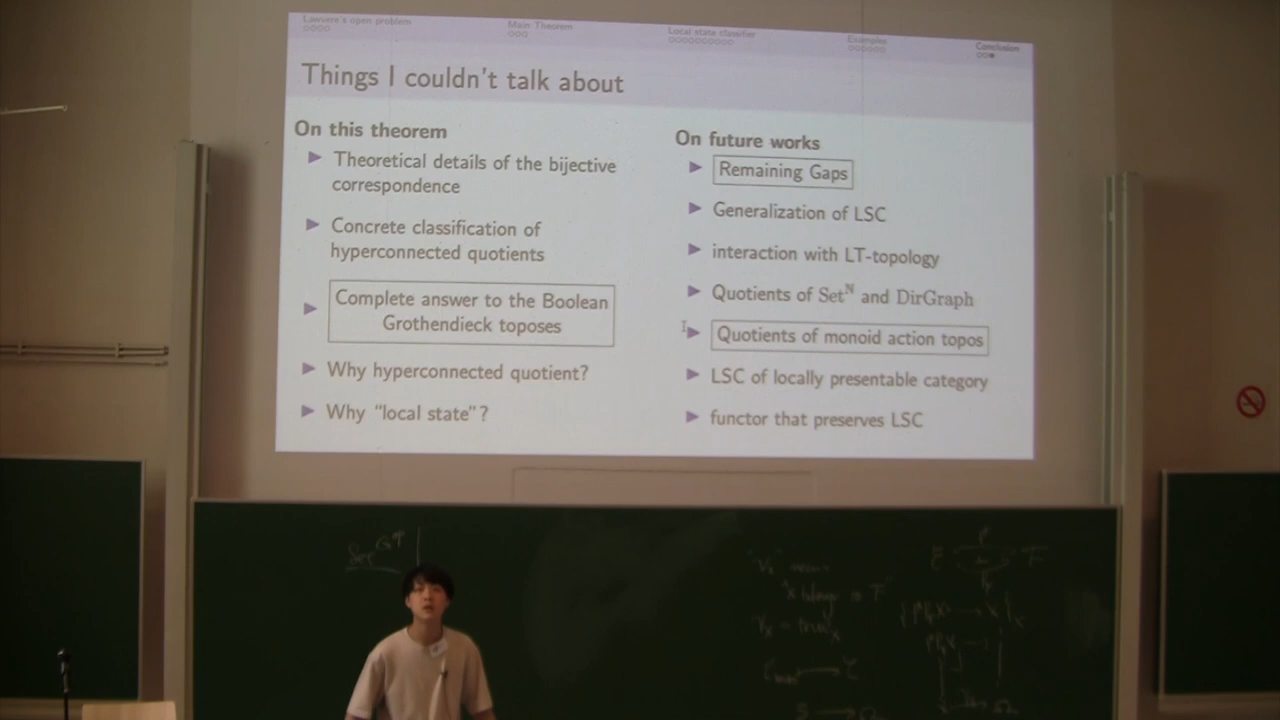 Lawvere's open problem
Main Theorem
Local state classifier
Examples
Conclusion
Things I couldn't talk about
On this theorem
Theoretical details of the bijective
correspondence
Concrete classification of
hyperconnected quotients
Complete answer to the Boolean
Grothendieck toposes
Why hyperconnected quotient?
Why "local state"?
On future works
Remaining Gaps
Generalization of LSC
interaction with LT-topology
Quotients of Set^ℕ and DirGraph
Quotients of monoid action topos
LSC of locally presentable category
functor that preserves LSC